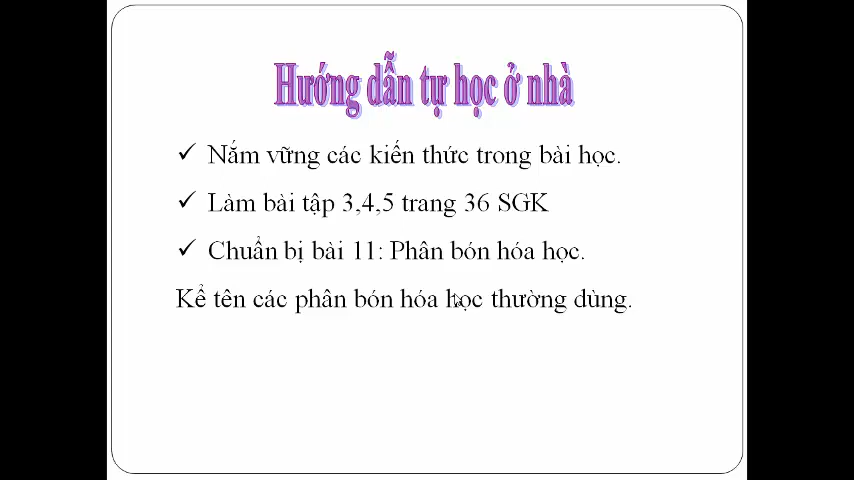 Hướng dẫn tự học ở nhà
✓ Nắm vững các kiến thức trong bài học.
✓ Làm bài tập 3,4,5 trang 36 SGK
✓ Chuẩn bị bài 11: Phân bón hóa học.
Kể tên các phân bón hóa học thường dùng.